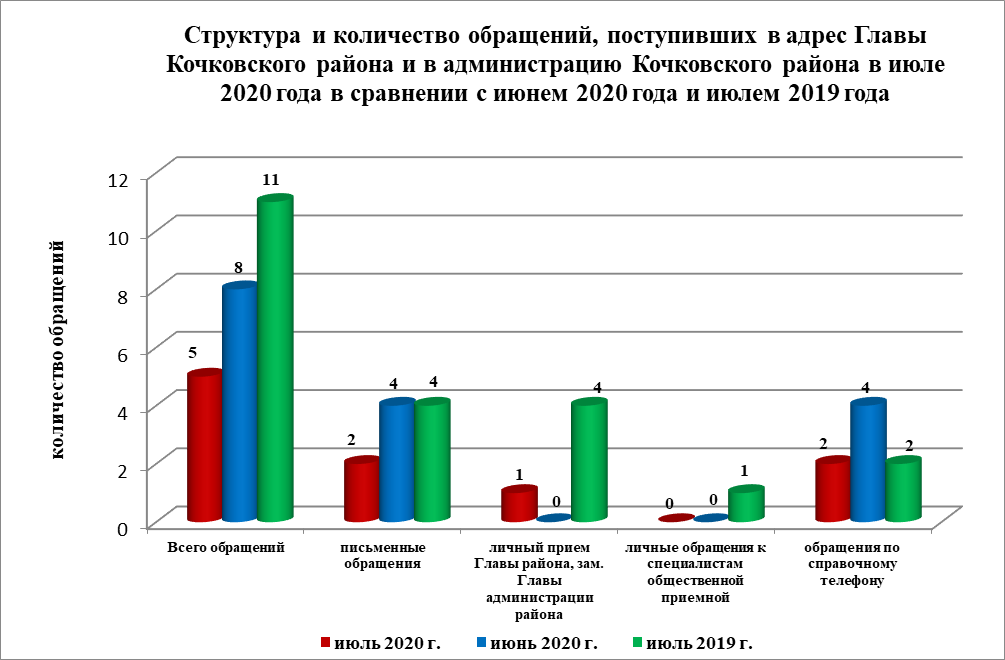 Структура и количество обращений, поступивших в адрес Главы
Кочковского района и в администрацию Кочковского района в июле
2020 года в сравнении с июнем 2020 года и июлем 2019 года
количество обращений
12
10
8
6
4
2
0
5
8
11
2
4
4
1
0
4
0
0
1
2
4
2
Всего обращений
письменные
обращения
личный прием
Главы района, зам.
Главы
администрации
района
личные обращения к
специалистам
общественной
приемной
обращения по
справочному
телефону
июль 2020 г.
июнь 2020 г.
июль 2019 г.